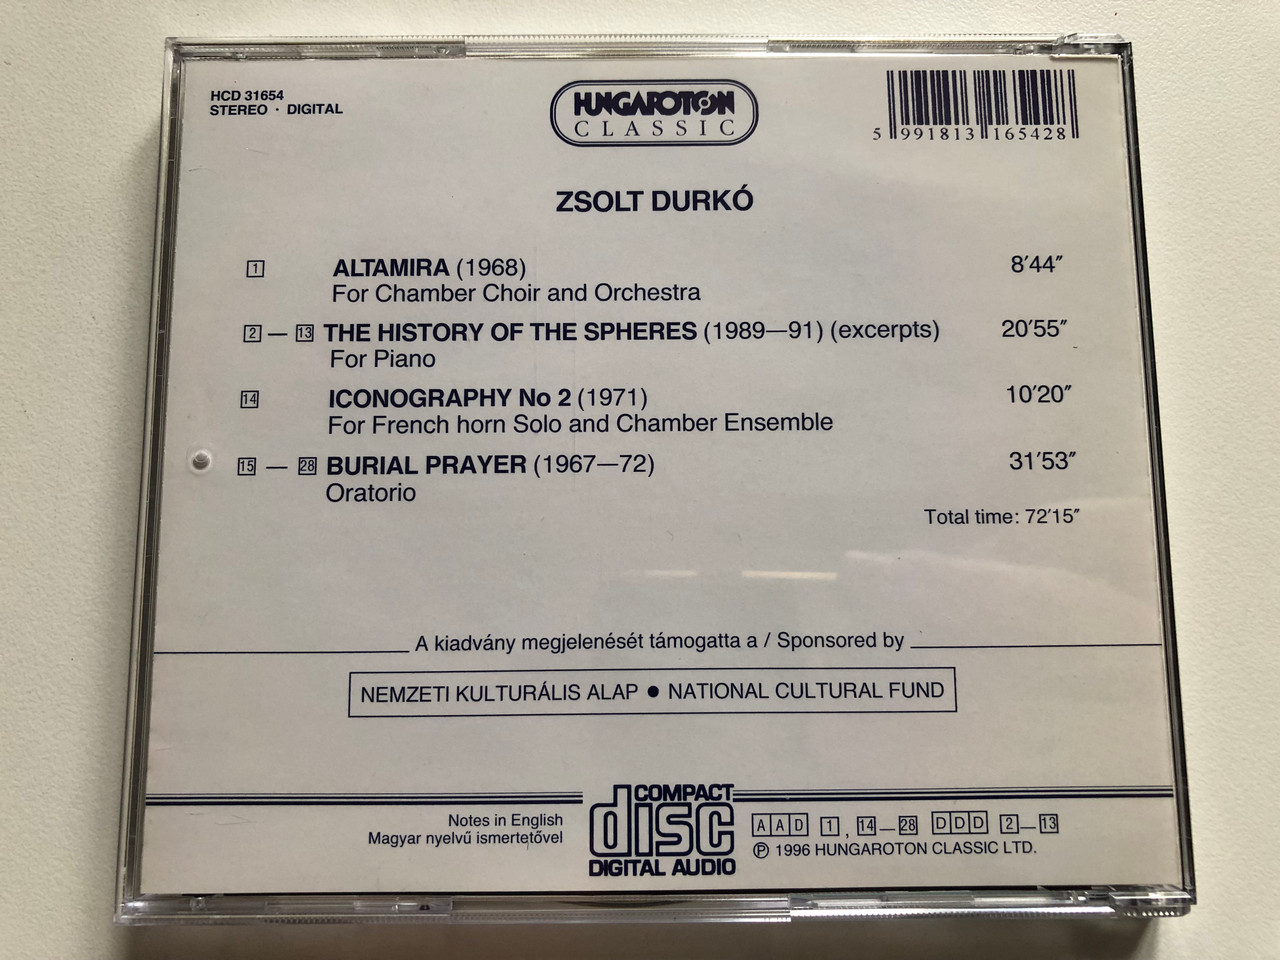 HCD 31654
STEREO · DIGITAL
HUNGAROTON
CLASSIC
5 991813 165428
ZSOLT DURKÓ
1 ALTAMIRA (1968) 8′44″
For Chamber Choir and Orchestra
2 — 13 THE HISTORY OF THE SPHERES (1989—91) (excerpts) 20′55″
For Piano
14 ICONOGRAPHY No 2 (1971) 10′20″
For French horn Solo and Chamber Ensemble
15 — 28 BURIAL PRAYER (1967—72) 31′53″
Oratorio
Total time: 72′15″
A kiadvány megjelenését támogatta a / Sponsored by
NEMZETI KULTURÁLIS ALAP ● NATIONAL CULTURAL FUND
Notes in English
Magyar nyelvű ismertetővel
COMPACT
disc
DIGITAL AUDIO
AAD 1, 14—28 DDD 2—13
℗ 1996 HUNGAROTON CLASSIC LTD.